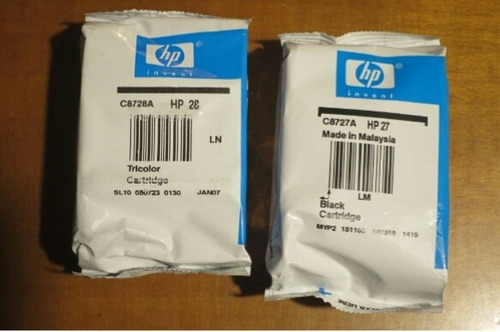 hp
invent
C8728A HP 28
LN
Tricolor
Cartridge
SL10 050723 0130 JAN07
hp
invent
C8727A HP 27
Made in Malaysia
LM
Black
Cartridge
MYP2 1419